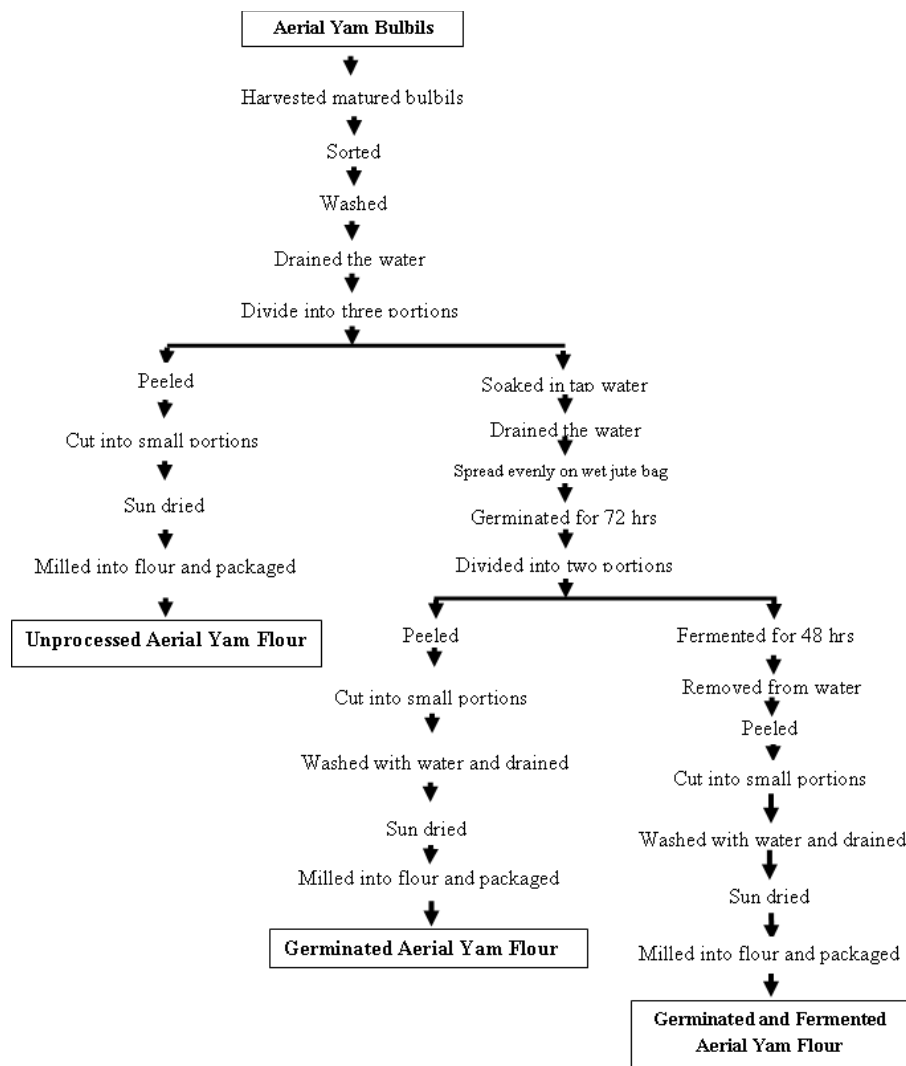 Aerial Yam Bulbils
Harvested matured bulbils
Sorted
Washed
Drained the water
Divide into three portions
Peeled
Cut into small portions
Sun dried
Milled into flour and packaged
Unprocessed Aerial Yam Flour
Soaked in tap water
Drained the water
Spread evenly on wet jute bag
Germinated for 72 hrs
Divided into two portions
Peeled
Cut into small portions
Washed with water and drained
Sun dried
Milled into flour and packaged
Germinated Aerial Yam Flour
Fermented for 48 hrs
Removed from water
Peeled
Cut into small portions
Washed with water and drained
Sun dried
Milled into flour and packaged
Germinated and Fermented
Aerial Yam Flour